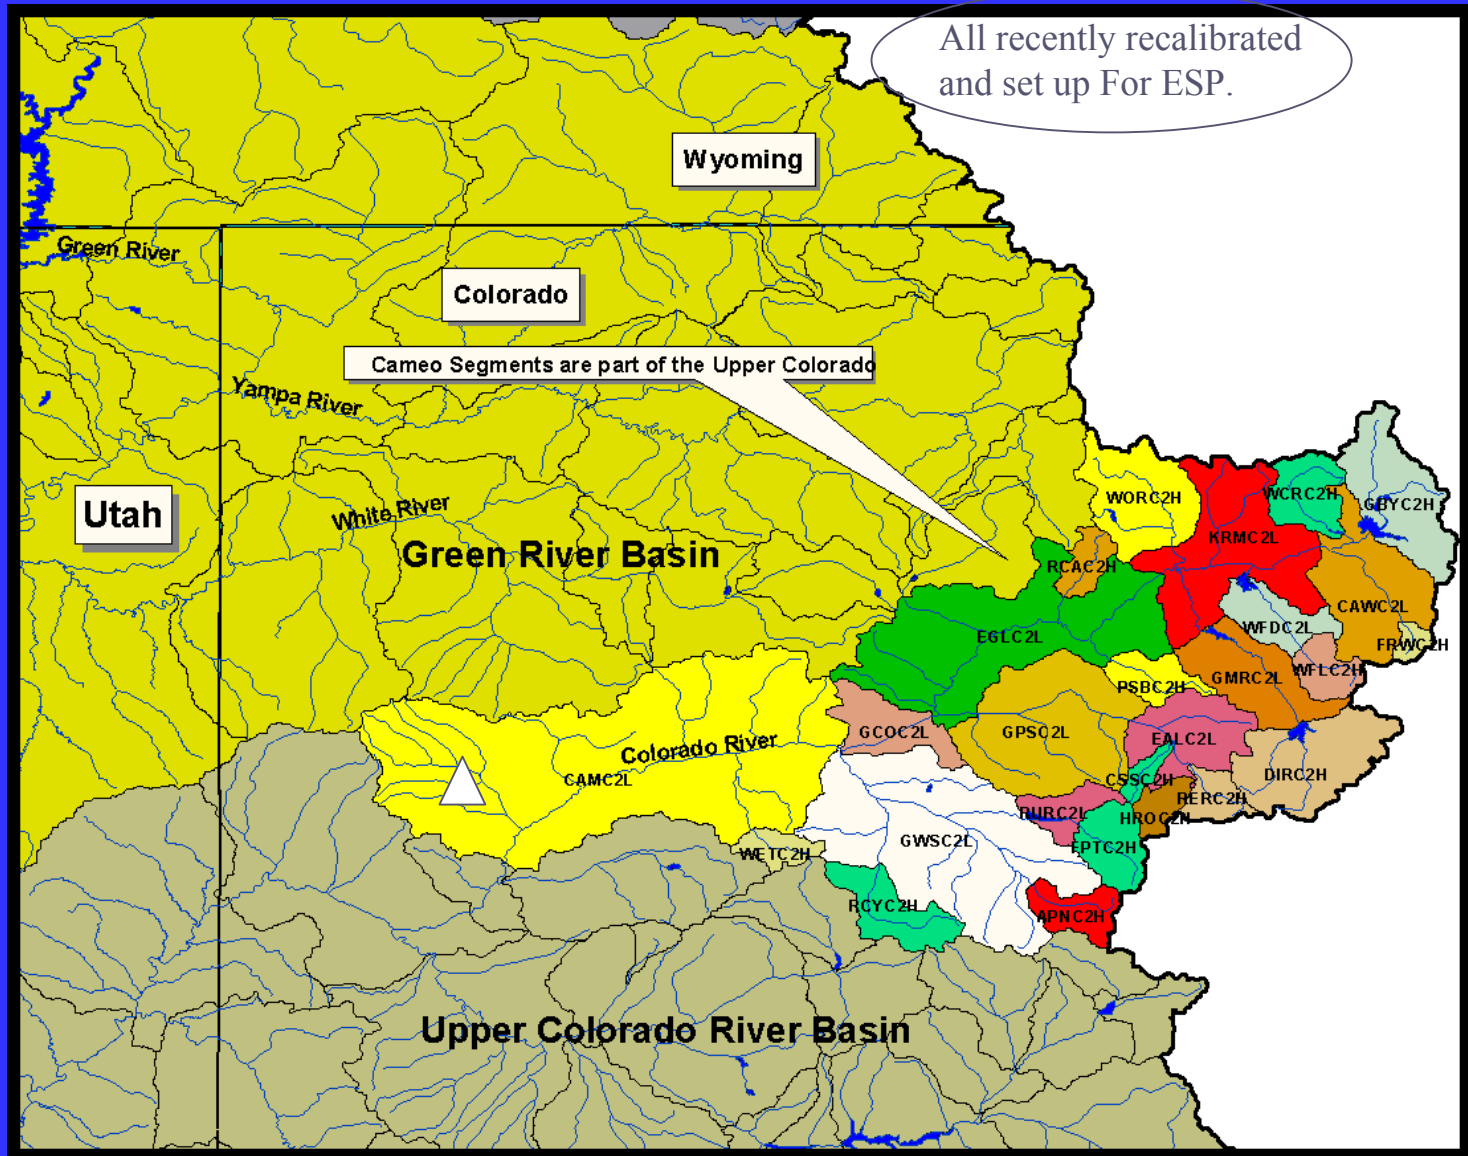 All recently recalibrated
and set up For ESP.
Wyoming
Green River
Colorado
Cameo Segments are part of the Upper Colorado
Yampa River
Utah
White River
Green River Basin
WORC2H
WCRC2H
GBYC2H
KRMC2L
RCAC2H
CAWC2L
EGLC2L
WFDC2L
FRWC2H
WFLC2H
GMRC2L
PSBC2H
GCOC2L
GPSC2L
EALC2L
Colorado River
CAMC2L
CSSC2H
DIRC2H
RERC2H
RURC2L
HROC2H
GWSC2L
EPTC2H
WETC2H
RCYC2H
APNC2H
Upper Colorado River Basin